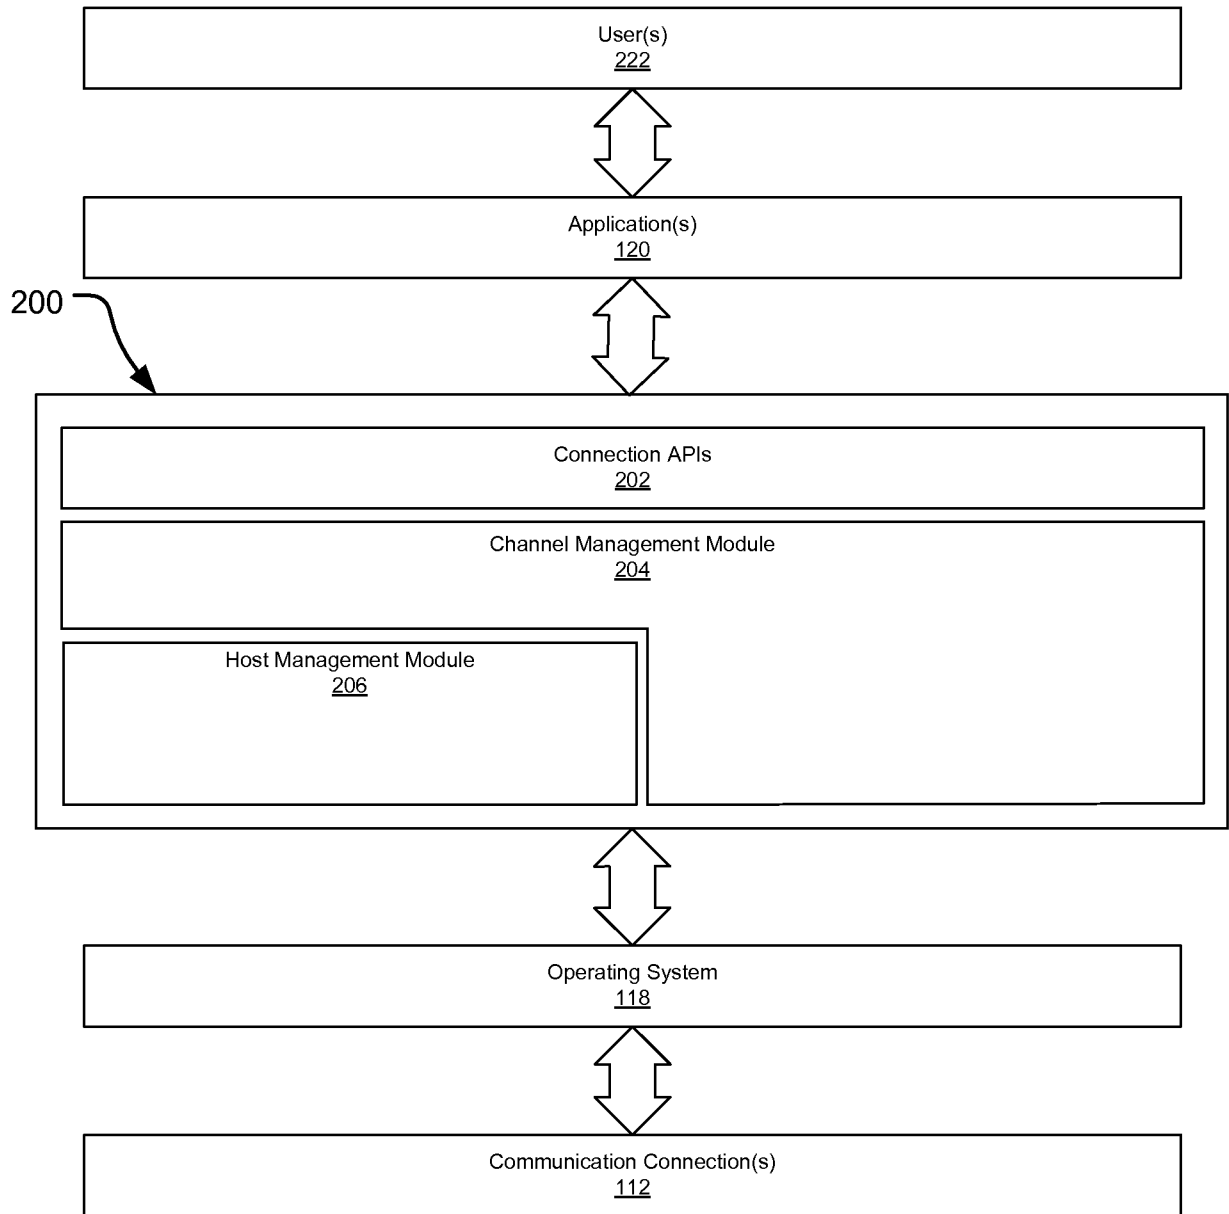 User(s)
222
Application(s)
120
200
Connection APIs
202
Channel Management Module
204
Host Management Module
206
Operating System
118
Communication Connection(s)
112